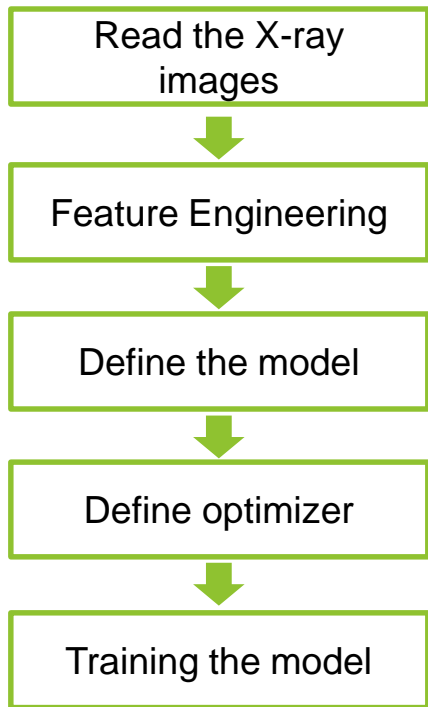 Read the X-ray
images
Feature Engineering
Define the model
Define optimizer
Training the model